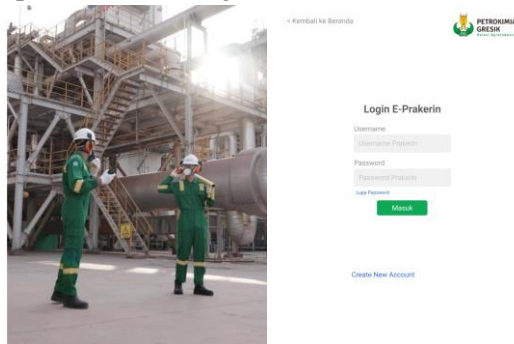 < Kembali ke Beranda
PETROKIMIA
GRESIK
Login E-Prakerin
Username
Username Prakerin
Password
Password Prakerin
Lupa Password
Masuk
Create New Account